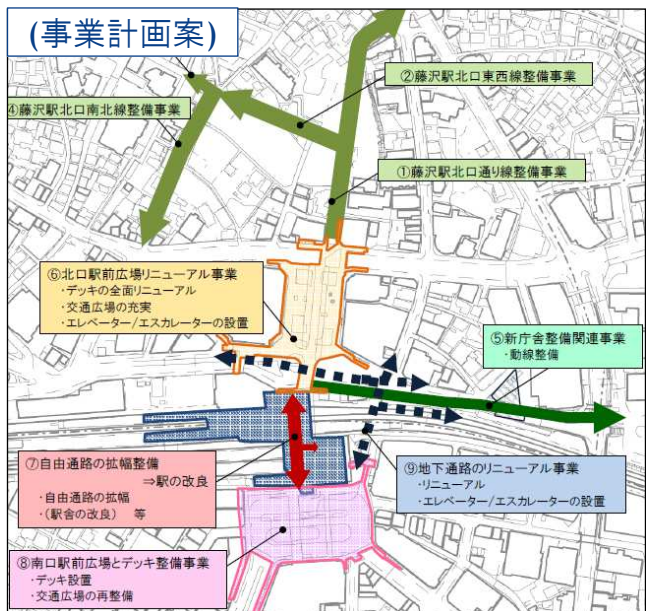 (事業計画案)
②藤沢駅北口東西線整備事業
④藤沢駅北口南北線整備事業
①藤沢駅北口通り線整備事業
⑥北口駅前広場リニューアル事業
・デッキの全面リニューアル
・交通広場の充実
・エレベーター/エスカレーターの設置
⑤新庁舎整備関連事業
・動線整備
⑦自由通路の拡幅整備
⇒駅の改良
・自由通路の拡幅
・(駅舎の改良) 等
⑨地下通路のリニューアル事業
・リニューアル
・エレベーター/エスカレーターの設置
⑧南口駅前広場とデッキ整備事業
・デッキ設置
・交通広場の再整備